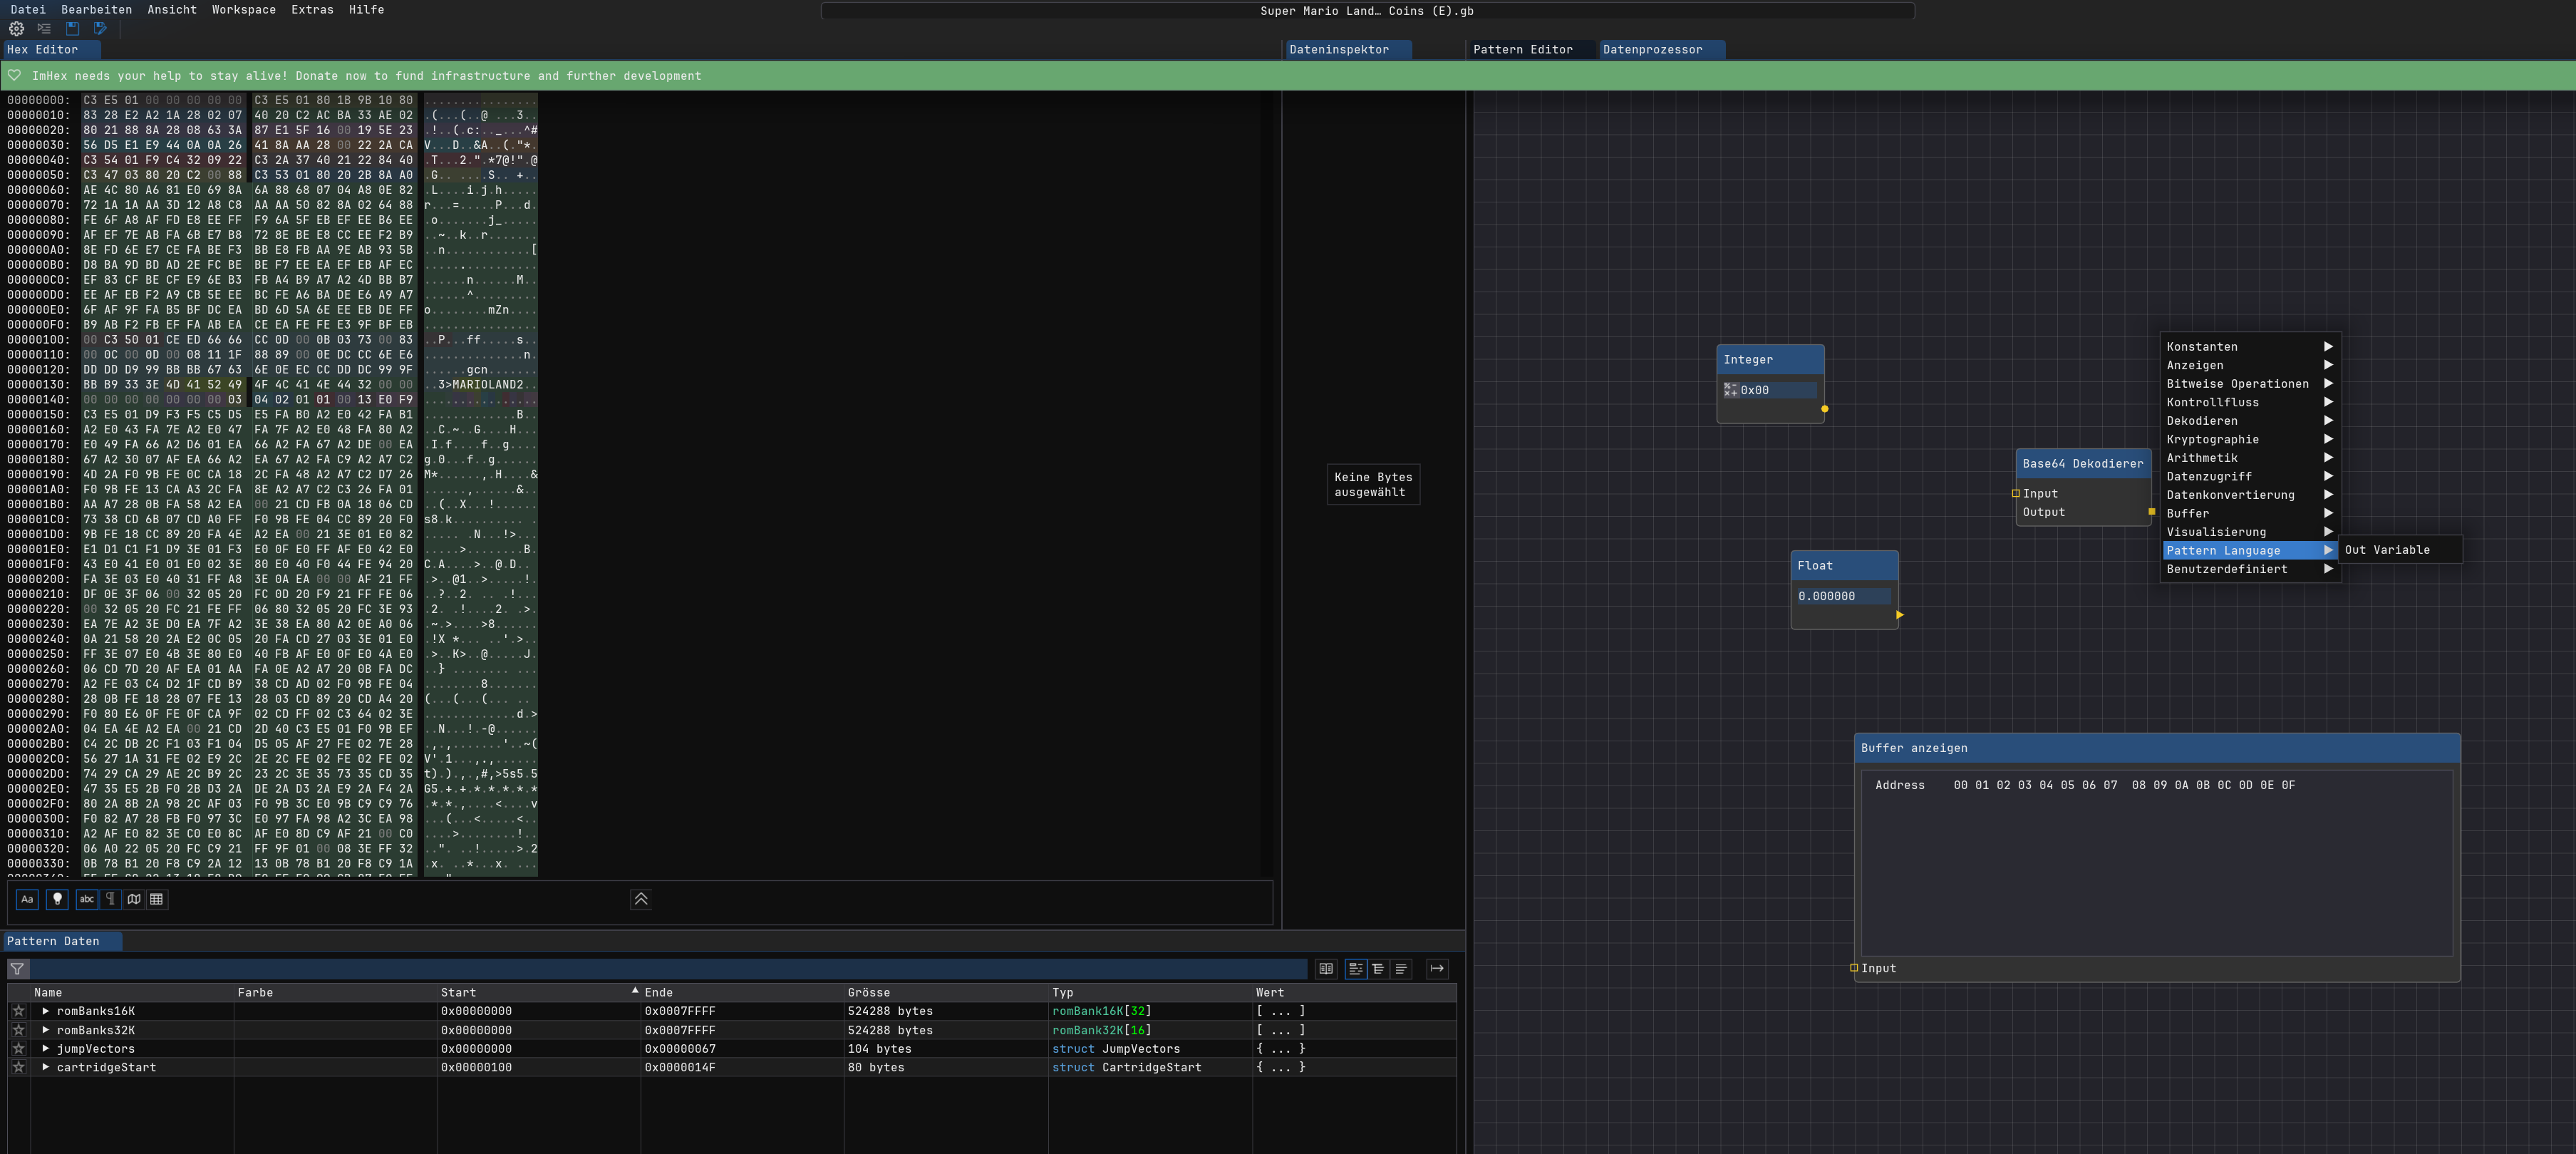 Datei Bearbeiten Ansicht Workspace Extras Hilfe
Super Mario Land… Coins (E).gb
Hex Editor
Dateninspektor
Pattern Editor
Datenprozessor
ImHex needs your help to stay alive! Donate now to fund infrastructure and further development
00000000: C3 E5 01 00 00 00 00 00 C3 E5 01 80 1B 9B 10 80 ................
00000010: 83 28 E2 A2 1A 28 02 07 40 20 C2 AC BA 33 AE 02 .(...(..@ ...3..
00000020: 80 21 88 8A 28 08 63 3A 87 E1 5F 16 00 19 5E 23 .!..(.c:.._...^#
00000030: 56 D5 E1 E9 44 0A 0A 26 41 8A AA 28 00 22 2A CA V...D..&A..(."*.
00000040: C3 54 01 F9 C4 32 09 22 C3 2A 37 40 21 22 84 40 .T...2.".*7@!".@
00000050: C3 47 03 80 20 C2 00 88 C3 53 01 80 20 2B 8A A0 .G.. ....S.. +..
00000060: AE 4C 80 A6 81 E0 69 8A 6A 88 68 07 04 A8 0E 82 .L....i.j.h.....
00000070: 72 1A 1A AA 3D 12 A8 C8 AA AA 50 82 8A 02 64 88 r...=.....P...d.
00000080: FE 6F A8 AF FD E8 EE FF F9 6A 5F EB EF EE B6 EE .o.......j_.....
00000090: AF EF 7E AB FA 6B E7 B8 72 8E BE E8 CC EE F2 B9 ..~..k..r.......
000000A0: 8E FD 6E E7 CE FA BE F3 BB E8 FB AA 9E AB 93 5B ..n............[
000000B0: D8 BA 9D BD AD 2E FC BE BE F7 EE EA EF EB AF EC ................
000000C0: EF 83 CF BE CF E9 6E B3 FB A4 B9 A7 A2 4D BB B7 ......n......M..
000000D0: EE AF EB F2 A9 CB 5E EE BC FE A6 BA DE E6 A9 A7 ......^.........
000000E0: 6F AF 9F FA B5 BF DC EA BD 6D 5A 6E EE EB DE FF o........mZn....
000000F0: B9 AB F2 FB EF FA AB EA CE EA FE FE E3 9F BF EB ................
00000100: 00 C3 50 01 CE ED 66 66 CC 0D 00 0B 03 73 00 83 ..P...ff.....s..
00000110: 00 0C 00 0D 00 08 11 1F 88 89 00 0E DC CC 6E E6 ..............n.
00000120: DD DD D9 99 BB BB 67 63 6E 0E EC CC DD DC 99 9F ......gcn.......
00000130: BB B9 33 3E 4D 41 52 49 4F 4C 41 4E 44 32 00 00 ..3>MARIOLAND2..
00000140: 00 00 00 00 00 00 00 03 04 02 01 01 00 13 E0 F9 ................
00000150: C3 E5 01 D9 F3 F5 C5 D5 E5 FA B0 A2 E0 42 FA B1 .............B..
00000160: A2 E0 43 FA 7E A2 E0 47 FA 7F A2 E0 48 FA 80 A2 ..C.~..G....H...
00000170: E0 49 FA 66 A2 D6 01 EA 66 A2 FA 67 A2 DE 00 EA .I.f....f..g....
00000180: 67 A2 30 07 AF EA 66 A2 EA 67 A2 FA C9 A2 A7 C2 g.0...f..g......
00000190: 4D 2A F0 9B FE 0C CA 18 2C FA 48 A2 A7 C2 D7 26 M*......,.H....&
000001A0: F0 9B FE 13 CA A3 2C FA 8E A2 A7 C2 C3 26 FA 01 ......,......&..
000001B0: AA A7 28 0B FA 58 A2 EA 00 21 CD FB 0A 18 06 CD ..(..X...!......
000001C0: 73 38 CD 6B 07 CD A0 FF F0 9B FE 04 CC 89 20 F0 s8.k.......... .
000001D0: 9B FE 18 CC 89 20 FA 4E A2 EA 00 21 3E 01 E0 82 ..... .N...!>...
000001E0: E1 D1 C1 F1 D9 3E 01 F3 E0 0F E0 FF AF E0 42 E0 .....>........B.
000001F0: 43 E0 41 E0 01 E0 02 3E 80 E0 40 F0 44 FE 94 20 C.A....>..@.D..
00000200: FA 3E 03 E0 40 31 FF A8 3E 0A EA 00 00 AF 21 FF .>..@1..>.....!.
00000210: DF 0E 3F 06 00 32 05 20 FC 0D 20 F9 21 FF FE 06 ..?..2. .. .!...
00000220: 00 32 05 20 FC 21 FE FF 06 80 32 05 20 FC 3E 93 .2. .!....2. .>.
00000230: EA 7E A2 3E D0 EA 7F A2 3E 38 EA 80 A2 0E A0 06 .~.>....>8......
00000240: 0A 21 58 20 2A E2 0C 05 20 FA CD 27 03 3E 01 E0 .!X *... ..'.>..
00000250: FF 3E 07 E0 4B 3E 80 E0 40 FB AF E0 0F E0 4A E0 .>..K>..@.....J.
00000260: 06 CD 7D 20 AF EA 01 AA FA 0E A2 A7 20 0B FA DC ..} ........ ...
00000270: A2 FE 03 C4 D2 1F CD B9 38 CD AD 02 F0 9B FE 04 ........8.......
00000280: 28 0B FE 18 28 07 FE 13 28 03 CD 89 20 CD A4 20 (...(...(... ..
00000290: F0 80 E6 0F FE 0F CA 9F 02 CD FF 02 C3 64 02 3E .............d.>
000002A0: 04 EA 4E A2 EA 00 21 CD 2D 40 C3 E5 01 F0 9B EF ..N...!.-@......
000002B0: C4 2C DB 2C F1 03 F1 04 D5 05 AF 27 FE 02 7E 28 .,.,.......'..~(
000002C0: 56 27 1A 31 FE 02 E9 2C 2E 2C FE 02 FE 02 FE 02 V'.1...,.,......
000002D0: 74 29 CA 29 AE 2C B9 2C 23 2C 3E 35 73 35 CD 35 t).).,.,#,>5s5.5
000002E0: 47 35 E5 2B F0 2B D3 2A DE 2A D3 2A E9 2A F4 2A G5.+.+.*.*.*.*.*
000002F0: 80 2A 8B 2A 98 2C AF 03 F0 9B 3C E0 9B C9 C9 76 .*.*.,....<....v
00000300: F0 82 A7 28 FB F0 97 3C E0 97 FA 98 A2 3C EA 98 ...(...<.....<..
00000310: A2 AF E0 82 3E C0 E0 8C AF E0 8D C9 AF 21 00 C0 ....>........!..
00000320: 06 A0 22 05 20 FC C9 21 FF 9F 01 00 08 3E FF 32 ..". ..!.....>.2
00000330: 0B 78 B1 20 F8 C9 2A 12 13 0B 78 B1 20 F8 C9 1A .x. ..*...x. ...
Keine Bytes
ausgewählt
Integer
0x00
Float
0.000000
Base64 Dekodierer
Input
Output
Konstanten
Anzeigen
Bitweise Operationen
Kontrollfluss
Dekodieren
Kryptographie
Arithmetik
Datenzugriff
Datenkonvertierung
Buffer
Visualisierung
Pattern Language
Out Variable
Benutzerdefiniert
Buffer anzeigen
Address 00 01 02 03 04 05 06 07 08 09 0A 0B 0C 0D 0E 0F
Input
Aa abc
Pattern Daten
Name Farbe Start Ende Grösse Typ Wert
romBanks16K 0x00000000 0x0007FFFF 524288 bytes romBank16K[32] [ ... ]
romBanks32K 0x00000000 0x0007FFFF 524288 bytes romBank32K[16] [ ... ]
jumpVectors 0x00000000 0x00000067 104 bytes struct JumpVectors { ... }
cartridgeStart 0x00000100 0x0000014F 80 bytes struct CartridgeStart { ... }